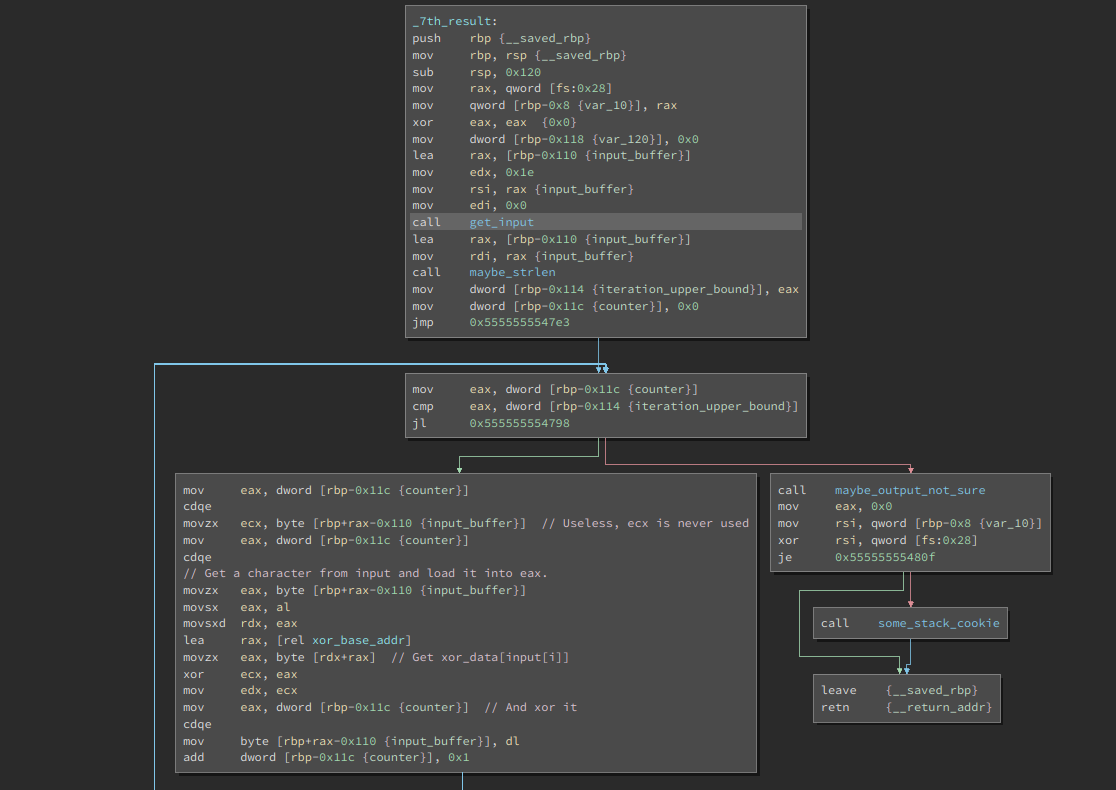 _7th_result:
push rbp {__saved_rbp}
mov rbp, rsp {__saved_rbp}
sub rsp, 0x120
mov rax, qword [fs:0x28]
mov qword [rbp-0x8 {var_10}], rax
xor eax, eax {0x0}
mov dword [rbp-0x118 {var_120}], 0x0
lea rax, [rbp-0x110 {input_buffer}]
mov edx, 0x1e
mov rsi, rax {input_buffer}
mov edi, 0x0
call get_input
lea rax, [rbp-0x110 {input_buffer}]
mov rdi, rax {input_buffer}
call maybe_strlen
mov dword [rbp-0x114 {iteration_upper_bound}], eax
mov dword [rbp-0x11c {counter}], 0x0
jmp 0x5555555547e3
mov eax, dword [rbp-0x11c {counter}]
cmp eax, dword [rbp-0x114 {iteration_upper_bound}]
jl 0x555555554798
mov eax, dword [rbp-0x11c {counter}]
cdqe
movzx ecx, byte [rbp+rax-0x110 {input_buffer}] // Useless, ecx is never used
mov eax, dword [rbp-0x11c {counter}]
cdqe
// Get a character from input and load it into eax.
movzx eax, byte [rbp+rax-0x110 {input_buffer}]
movsx eax, al
movsxd rdx, eax
lea rax, [rel xor_base_addr]
movzx eax, byte [rdx+rax] // Get xor_data[input[i]]
xor ecx, eax
mov edx, ecx
mov eax, dword [rbp-0x11c {counter}] // And xor it
cdqe
mov byte [rbp+rax-0x110 {input_buffer}], dl
add dword [rbp-0x11c {counter}], 0x1
call maybe_output_not_sure
mov eax, 0x0
mov rsi, qword [rbp-0x8 {var_10}]
xor rsi, qword [fs:0x28]
je 0x55555555480f
call some_stack_cookie
leave {__saved_rbp}
retn {__return_addr}